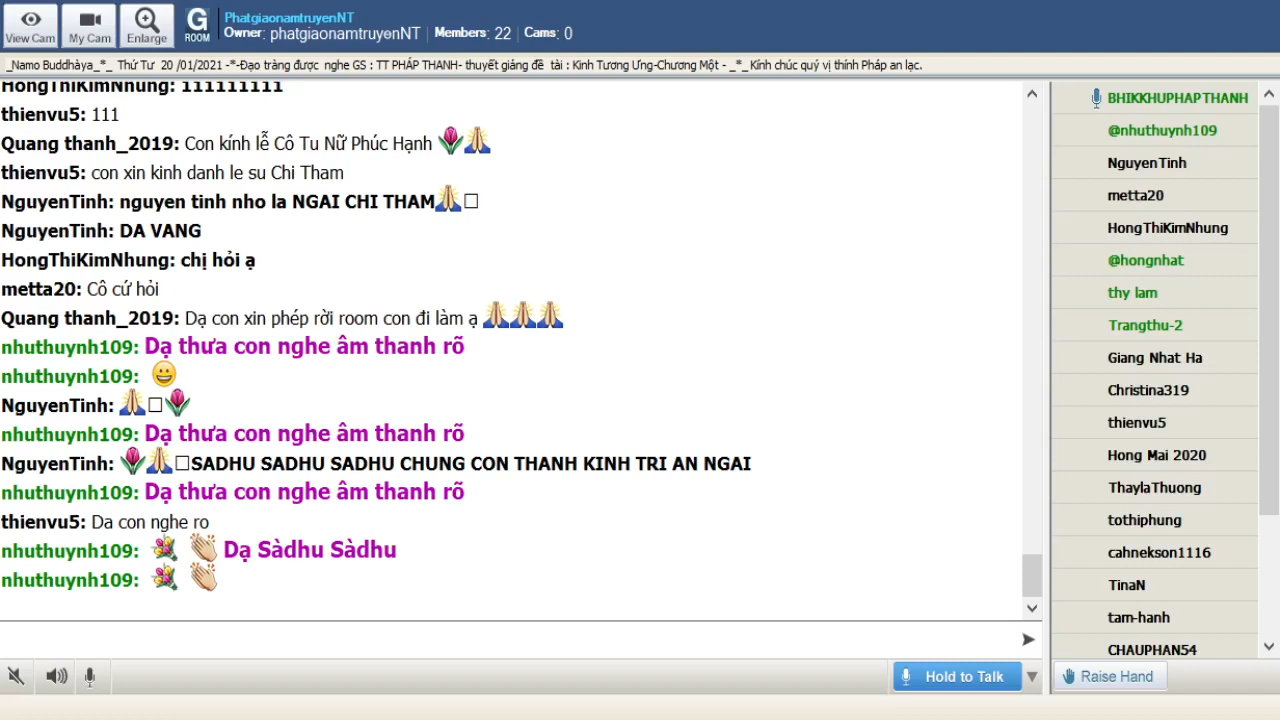 View Cam
My Cam
Enlarge
G
ROOM
PhatgiaonamtruyenNT
Owner: phatgiaonamtruyenNT | Members: 22 | Cams: 0
_Namo Buddhàya_*_ Thứ Tư 20 /01/2021 -*-Đạo tràng được nghe GS : TT PHÁP THANH- thuyết giảng đề tài : Kinh Tương Ưng-Chương Một - _*_Kính chúc quý vị thính Pháp an lạc.
HongThiKimNhung: 111111111
thienvu5: 111
Quang thanh_2019: Con kính lễ Cô Tu Nữ Phúc Hạnh 🌷🙏
thienvu5: con xin kinh danh le su Chi Tham
NguyenTinh: nguyen tinh nho la NGAI CHI THAM🙏□
NguyenTinh: DA VANG
HongThiKimNhung: chị hỏi ạ
metta20: Cô cứ hỏi
Quang thanh_2019: Dạ con xin phép rời room con đi làm ạ 🙏🙏🙏
nhuthuynh109: Dạ thưa con nghe âm thanh rõ
nhuthuynh109: 😀
NguyenTinh: 🙏□🌷
nhuthuynh109: Dạ thưa con nghe âm thanh rõ
NguyenTinh: 🌷🙏□SADHU SADHU SADHU CHUNG CON THANH KINH TRI AN NGAI
nhuthuynh109: Dạ thưa con nghe âm thanh rõ
thienvu5: Da con nghe ro
nhuthuynh109: 💐 👏 Dạ Sàdhu Sàdhu
nhuthuynh109: 💐 👏
Hold to Talk
BHIKKHUPHAPTHANH
@nhuthuynh109
NguyenTinh
metta20
HongThiKimNhung
@hongnhat
thy lam
Trangthu-2
Giang Nhat Ha
Christina319
thienvu5
Hong Mai 2020
ThaylaThuong
tothiphung
cahnekson1116
TinaN
tam-hanh
CHAUPHAN54
Raise Hand